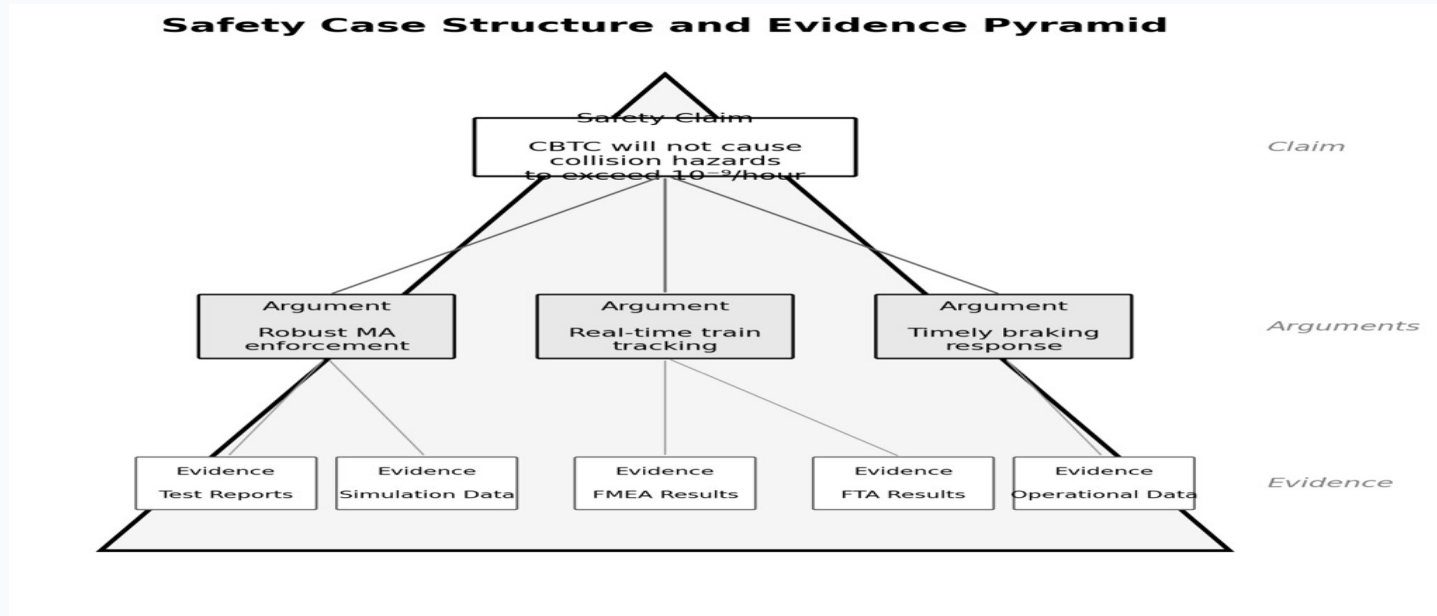 Safety Case Structure and Evidence Pyramid
Safety Claim
CBTC will not cause
collision hazards
to exceed 10⁻⁹/hour
Claim
Argument
Robust MA
enforcement
Argument
Real-time train
tracking
Argument
Timely braking
response
Arguments
Evidence
Test Reports
Evidence
Simulation Data
Evidence
FMEA Results
Evidence
FTA Results
Evidence
Operational Data
Evidence